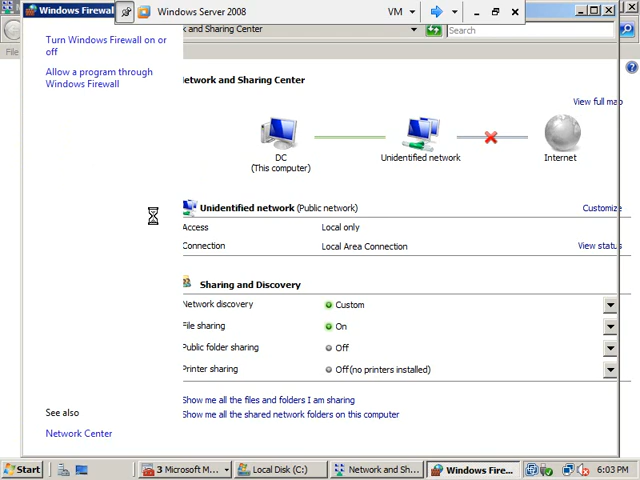 Windows Firewall
Windows Server 2008
VM
k and Sharing Center
Search
File
Turn Windows Firewall on or
off
Allow a program through
Windows Firewall
etwork and Sharing Center
View full map
DC
(This computer)
Unidentified network
Internet
Unidentified network (Public network)
Customize
Access
Local only
Connection
Local Area Connection
View status
Sharing and Discovery
Network discovery
Custom
File sharing
On
Public folder sharing
Off
Printer sharing
Off(no printers installed)
Show me all the files and folders I am sharing
Show me all the shared network folders on this computer
See also
Network Center
Start
3 Microsoft M...
Local Disk (C:)
Network and Sh...
Windows Fire...
6:03 PM